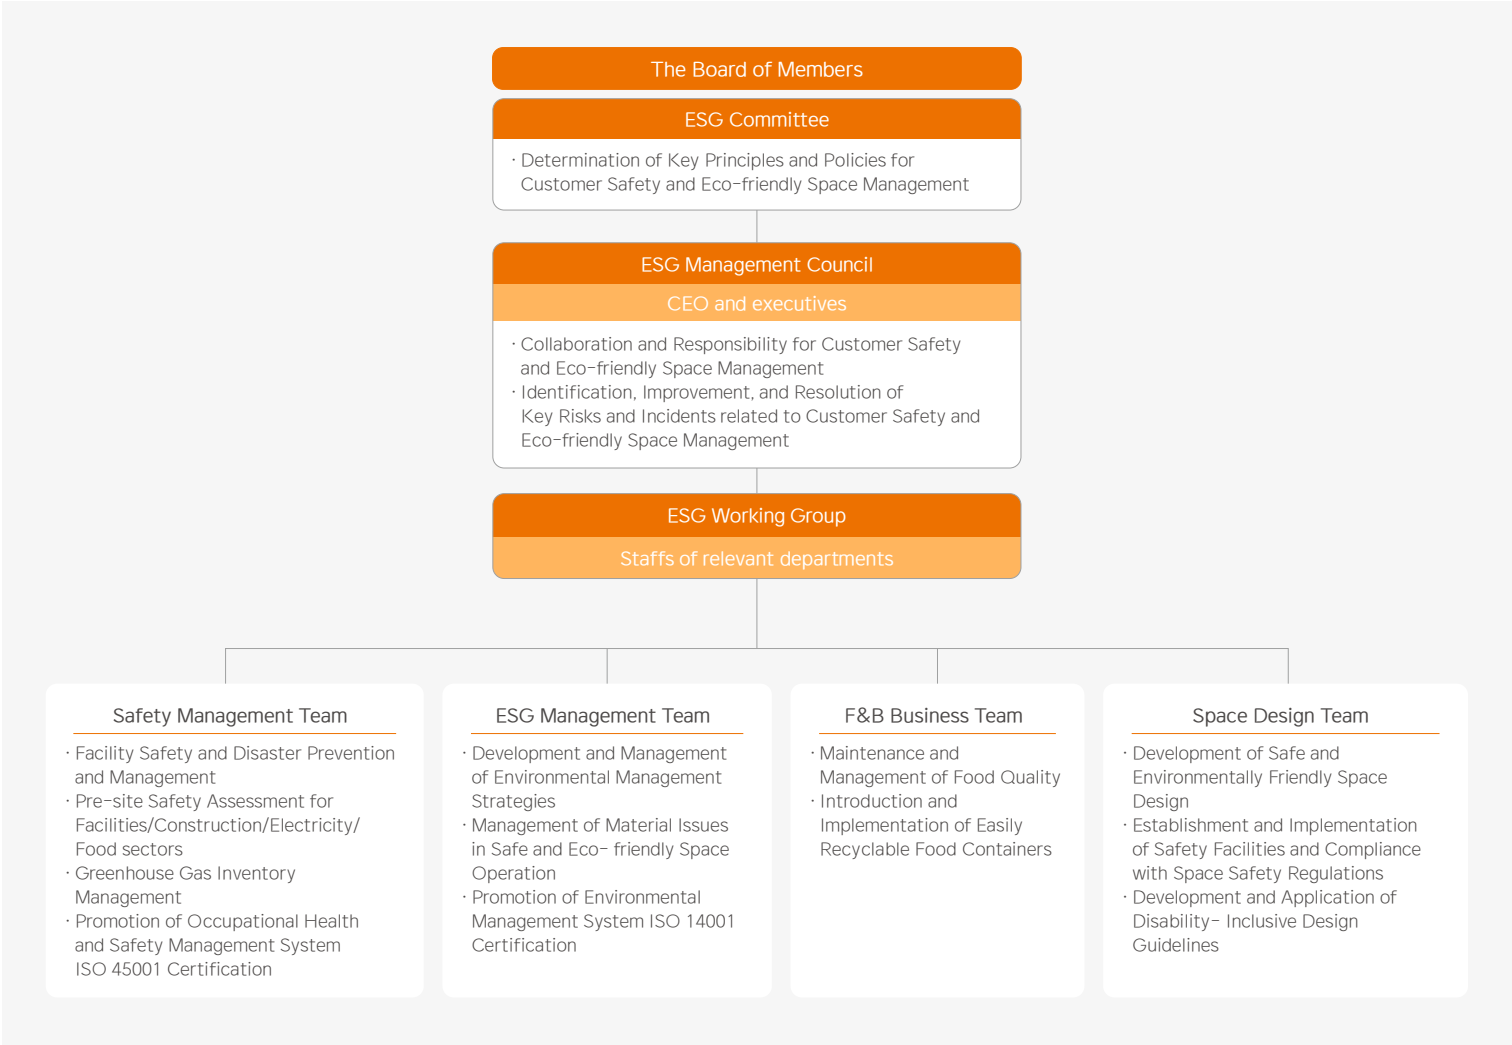 The Board of Members
ESG Committee
· Determination of Key Principles and Policies for
Customer Safety and Eco-friendly Space Management
ESG Management Council
CEO and executives
· Collaboration and Responsibility for Customer Safety
and Eco-friendly Space Management
· Identification, Improvement, and Resolution of
Key Risks and Incidents related to Customer Safety and
Eco-friendly Space Management
ESG Working Group
Staffs of relevant departments
Safety Management Team
· Facility Safety and Disaster Prevention
and Management
· Pre-site Safety Assessment for
Facilities/Construction/Electricity/
Food sectors
· Greenhouse Gas Inventory
Management
· Promotion of Occupational Health
and Safety Management System
ISO 45001 Certification
ESG Management Team
· Development and Management
of Environmental Management
Strategies
· Management of Material Issues
in Safe and Eco- friendly Space
Operation
· Promotion of Environmental
Management System ISO 14001
Certification
F&B Business Team
· Maintenance and
Management of Food Quality
· Introduction and
Implementation of Easily
Recyclable Food Containers
Space Design Team
· Development of Safe and
Environmentally Friendly Space
Design
· Establishment and Implementation
of Safety Facilities and Compliance
with Space Safety Regulations
· Development and Application of
Disability- Inclusive Design
Guidelines